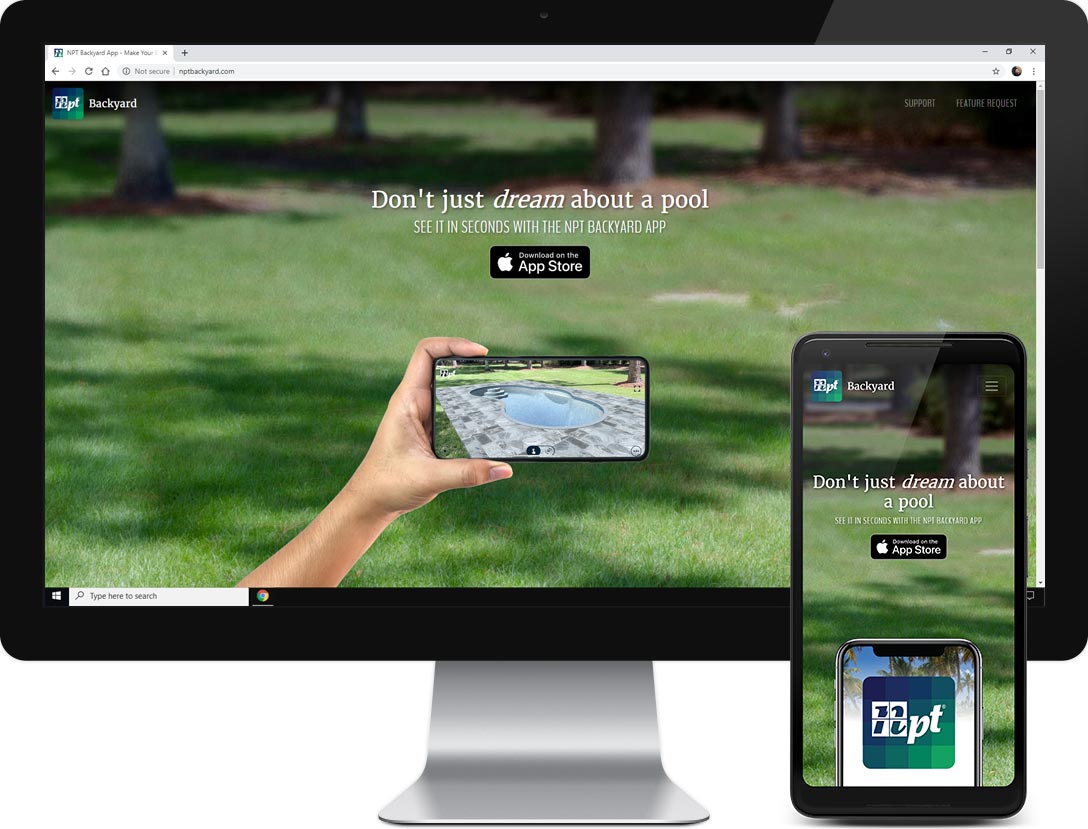 NPT Backyard App - Make Your
Not secure | nptbackyard.com
npt Backyard
SUPPORT
FEATURE REQUEST
Don't just dream about a pool
SEE IT IN SECONDS WITH THE NPT BACKYARD APP
Download on the
App Store
npt
Type here to search
npt Backyard
Don't just dream about
a pool
SEE IT IN SECONDS WITH THE NPT BACKYARD APP
Download on the
App Store
npt®